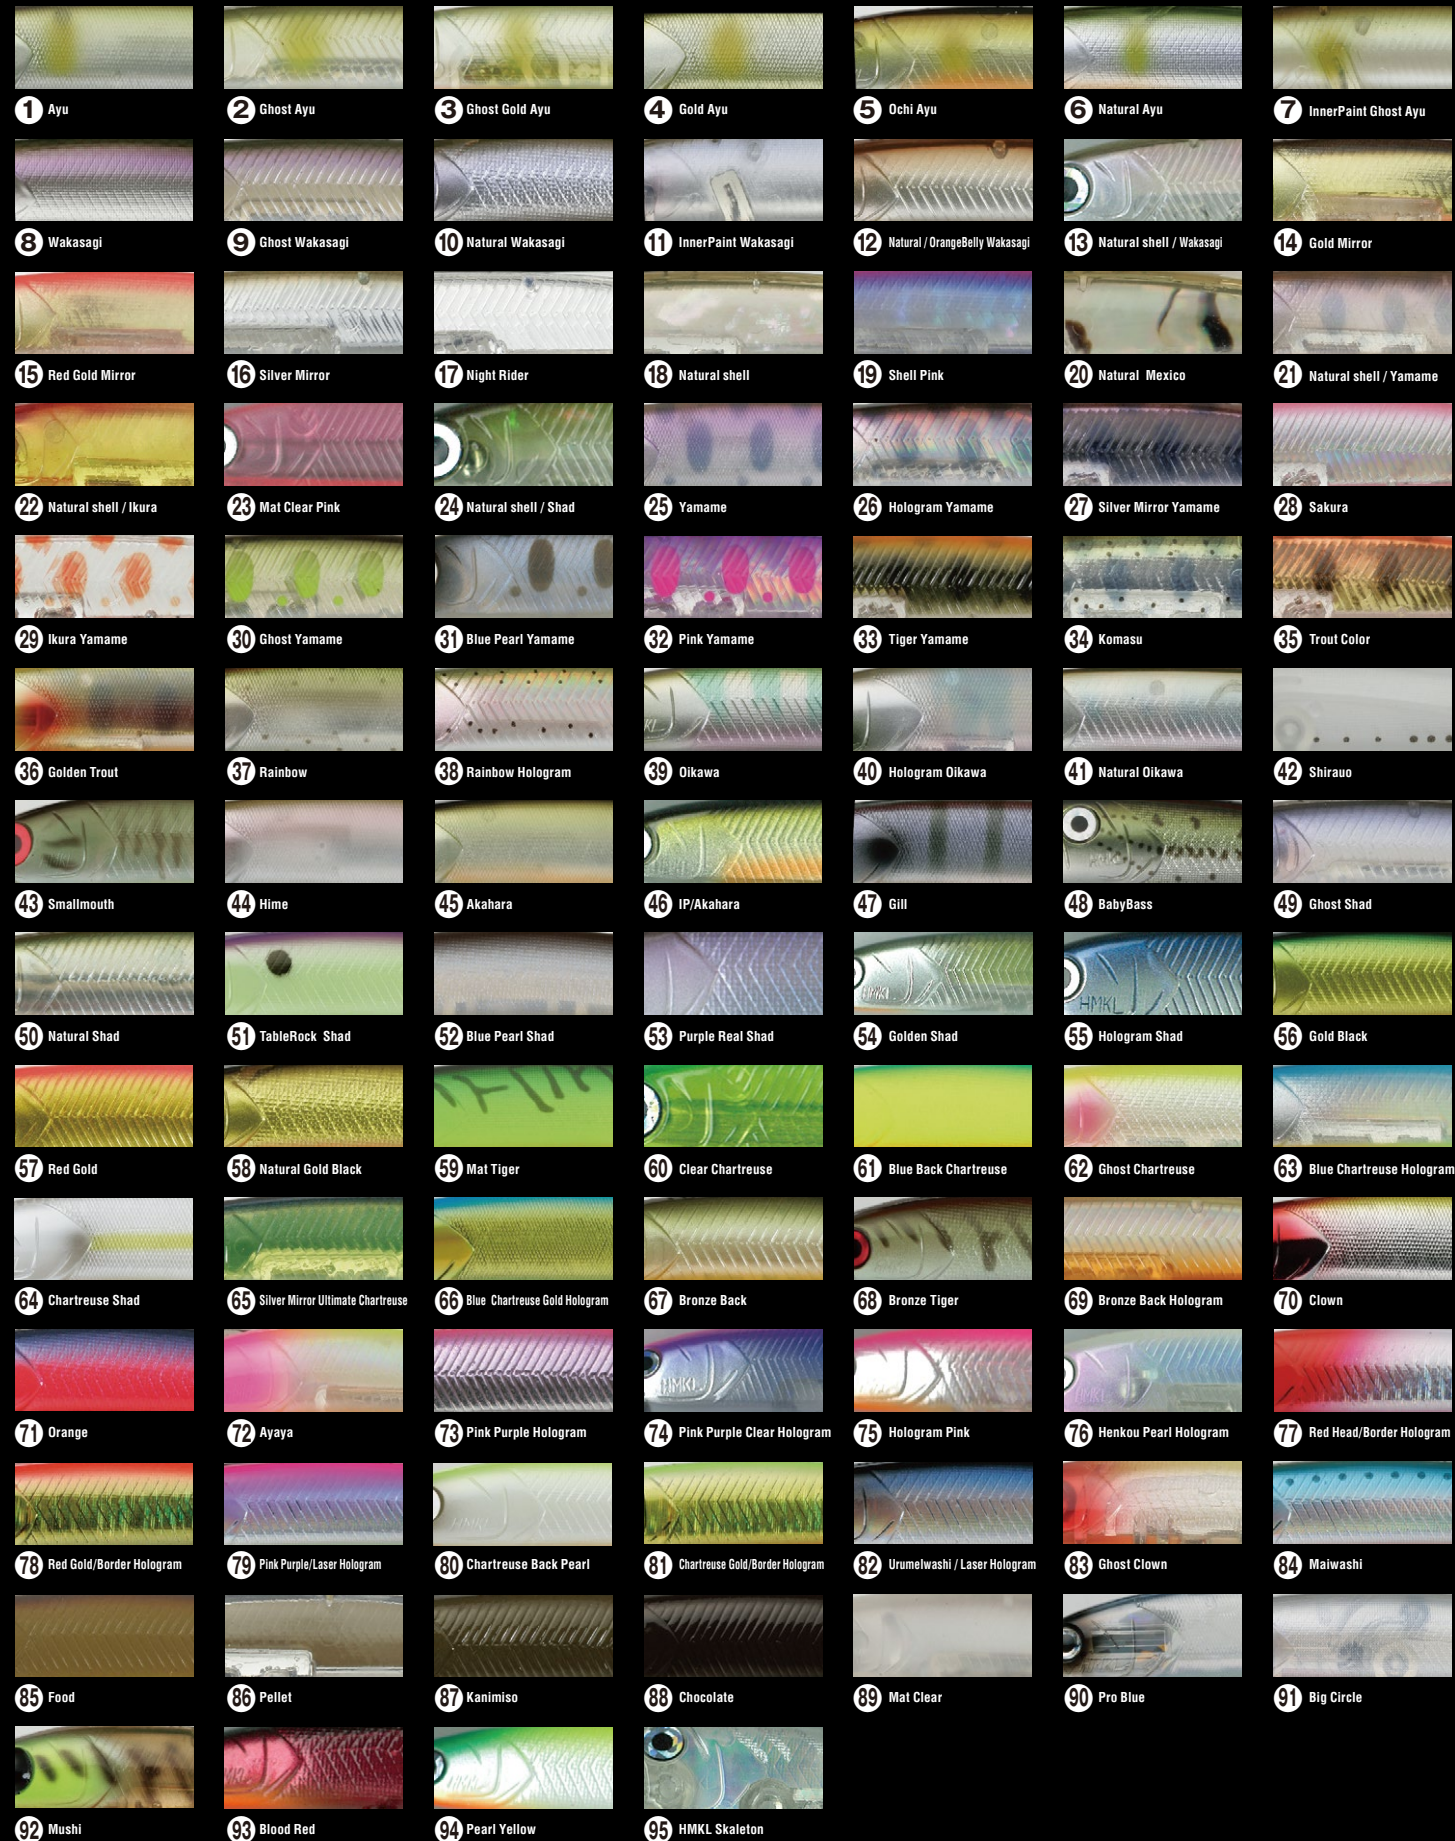 1 Ayu
2 Ghost Ayu
3 Ghost Gold Ayu
4 Gold Ayu
5 Ochi Ayu
6 Natural Ayu
7 InnerPaint Ghost Ayu
8 Wakasagi
9 Ghost Wakasagi
10 Natural Wakasagi
11 InnerPaint Wakasagi
12 Natural / OrangeBelly Wakasagi
13 Natural shell / Wakasagi
14 Gold Mirror
15 Red Gold Mirror
16 Silver Mirror
17 Night Rider
18 Natural shell
19 Shell Pink
20 Natural Mexico
21 Natural shell / Yamame
22 Natural shell / Ikura
23 Mat Clear Pink
24 Natural shell / Shad
25 Yamame
26 Hologram Yamame
27 Silver Mirror Yamame
28 Sakura
29 Ikura Yamame
30 Ghost Yamame
31 Blue Pearl Yamame
32 Pink Yamame
33 Tiger Yamame
34 Komasu
35 Trout Color
36 Golden Trout
37 Rainbow
38 Rainbow Hologram
39 Oikawa
40 Hologram Oikawa
41 Natural Oikawa
42 Shirauo
43 Smallmouth
44 Hime
45 Akahara
46 IP/Akahara
47 Gill
48 BabyBass
49 Ghost Shad
HMKL
HMKL
50 Natural Shad
51 TableRock Shad
52 Blue Pearl Shad
53 Purple Real Shad
54 Golden Shad
55 Hologram Shad
56 Gold Black
57 Red Gold
58 Natural Gold Black
59 Mat Tiger
60 Clear Chartreuse
61 Blue Back Chartreuse
62 Ghost Chartreuse
63 Blue Chartreuse Hologram
64 Chartreuse Shad
65 Silver Mirror Ultimate Chartreuse
66 Blue Chartreuse Gold Hologram
67 Bronze Back
68 Bronze Tiger
69 Bronze Back Hologram
70 Clown
HMKL
71 Orange
72 Ayaya
73 Pink Purple Hologram
74 Pink Purple Clear Hologram
75 Hologram Pink
76 Henkou Pearl Hologram
77 Red Head/Border Hologram
78 Red Gold/Border Hologram
79 Pink Purple/Laser Hologram
80 Chartreuse Back Pearl
81 Chartreuse Gold/Border Hologram
82 Urumelwashi / Laser Hologram
83 Ghost Clown
84 Maiwashi
85 Food
86 Pellet
87 Kanimiso
88 Chocolate
89 Mat Clear
90 Pro Blue
91 Big Circle
92 Mushi
93 Blood Red
94 Pearl Yellow
95 HMKL Skaleton